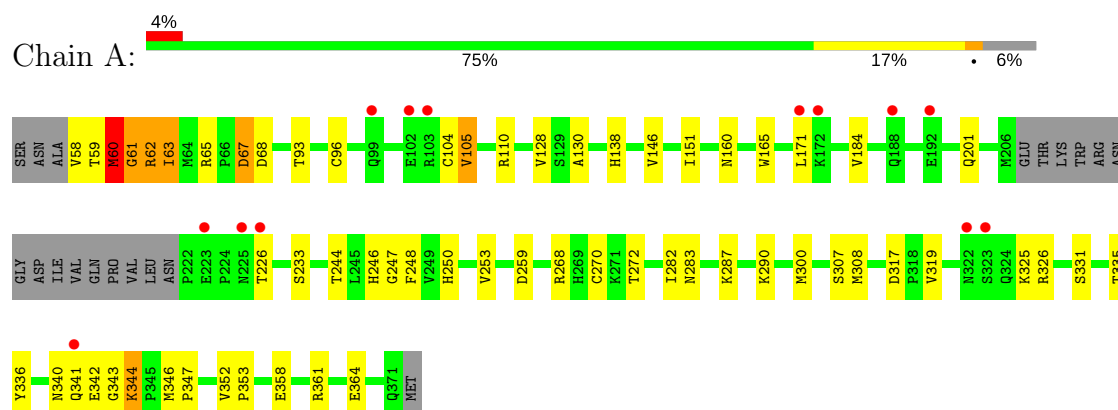 4%
Chain A:
75% 17% • 6%
SER ASN ALA V58 T59 M60 G61 R62 I63 M64 R65 P66 D67 D68 T93 C96 Q99 E102 R103 C104 V105 R110 V128 S129 A130 H138 V146 I151 N160 W165 L171 K172 V184 Q188 E192 Q201 M206 GLU THR LYS TRP ARG ASN
GLY ASP ILE VAL GLN PRO VAL LEU ASN P222 E223 P224 N225 T226 S233 T244 L245 H246 G247 F248 V249 H250 V253 D259 R268 H269 C270 K271 T272 I282 N283 K287 K290 M300 S307 M308 D317 P318 V319 N322 S323 Q324 K325 R326 S331 T335
Y336 N340 Q341 E342 G343 K344 P345 M346 P347 V352 P353 E358 R361 E364 Q371 MET